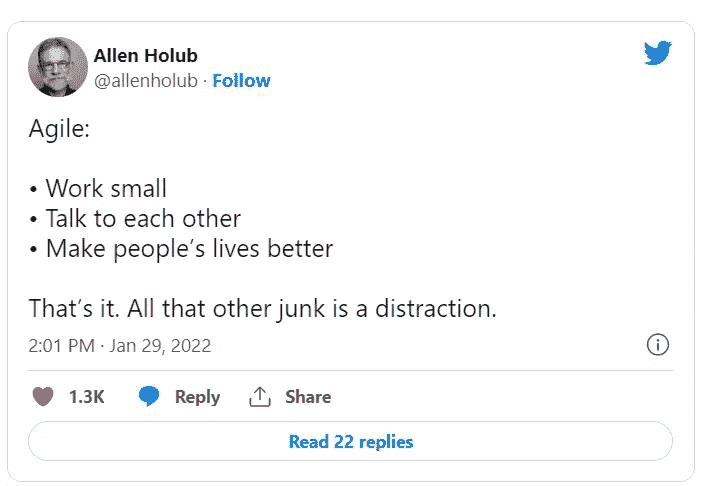 Allen Holub
@allenholub · Follow
Agile:
• Work small
• Talk to each other
• Make people’s lives better
That’s it. All that other junk is a distraction.
2:01 PM · Jan 29, 2022
1.3K Reply Share
Read 22 replies